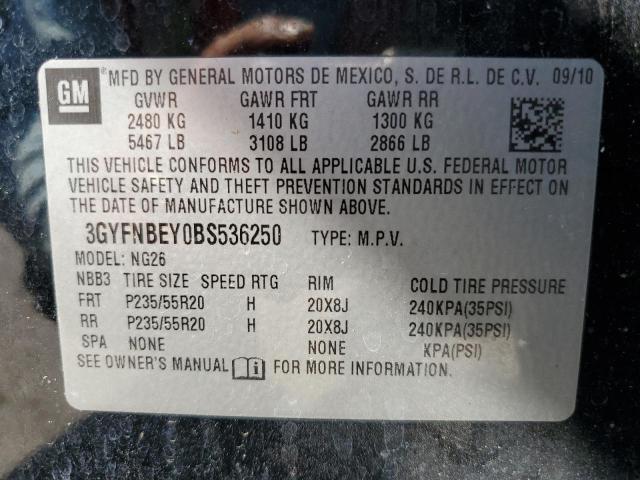 GM ® MFD BY GENERAL MOTORS DE MEXICO, S. DE R.L. DE C.V. 09/10
GVWR GAWR FRT GAWR RR
2480 KG 1410 KG 1300 KG
5467 LB 3108 LB 2866 LB
THIS VEHICLE CONFORMS TO ALL APPLICABLE U.S. FEDERAL MOTOR
VEHICLE SAFETY AND THEFT PREVENTION STANDARDS IN EFFECT ON
THE DATE OF MANUFACTURE SHOWN ABOVE.
3GYFNBEY0BS536250 TYPE: M.P.V.
MODEL: NG26
NBB3 TIRE SIZE SPEED RTG RIM COLD TIRE PRESSURE
FRT P235/55R20 H 20X8J 240KPA(35PSI)
RR P235/55R20 H 20X8J 240KPA(35PSI)
SPA NONE NONE KPA(PSI)
SEE OWNER'S MANUAL i FOR MORE INFORMATION.